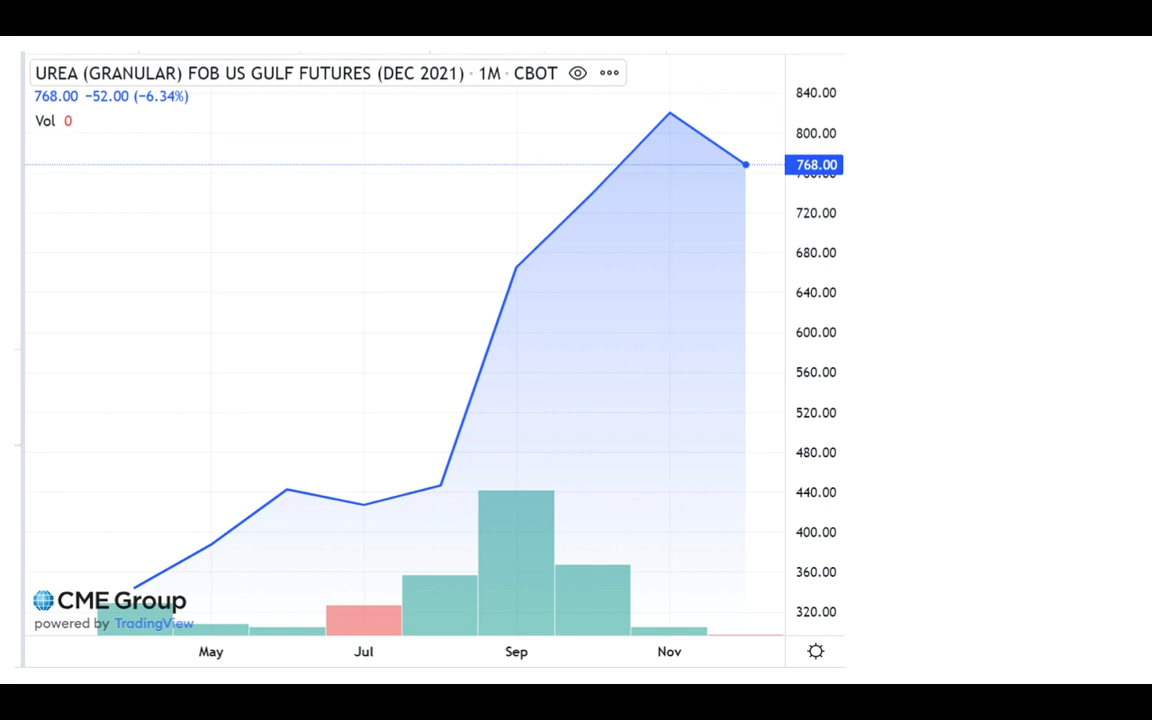 UREA (GRANULAR) FOB US GULF FUTURES (DEC 2021) · 1M · CBOT
768.00 −52.00 (−6.34%)
Vol 0
840.00
800.00
768.00
760.00
720.00
680.00
640.00
600.00
560.00
520.00
480.00
440.00
400.00
360.00
320.00
CME Group
powered by TradingView
May Jul Sep Nov